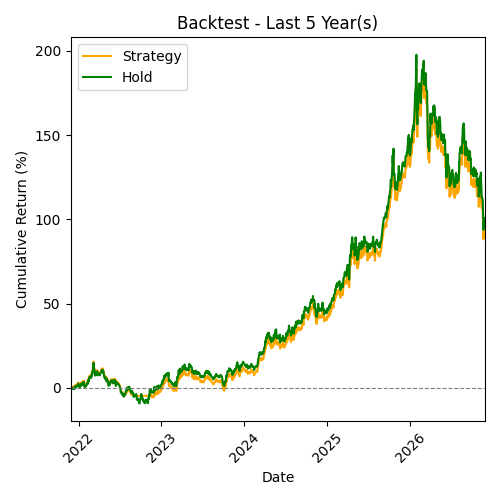 Backtest - Last 5 Year(s)
Strategy
Hold
Cumulative Return (%)
200
150
100
50
0
2022
2023
2024
2025
2026
Date